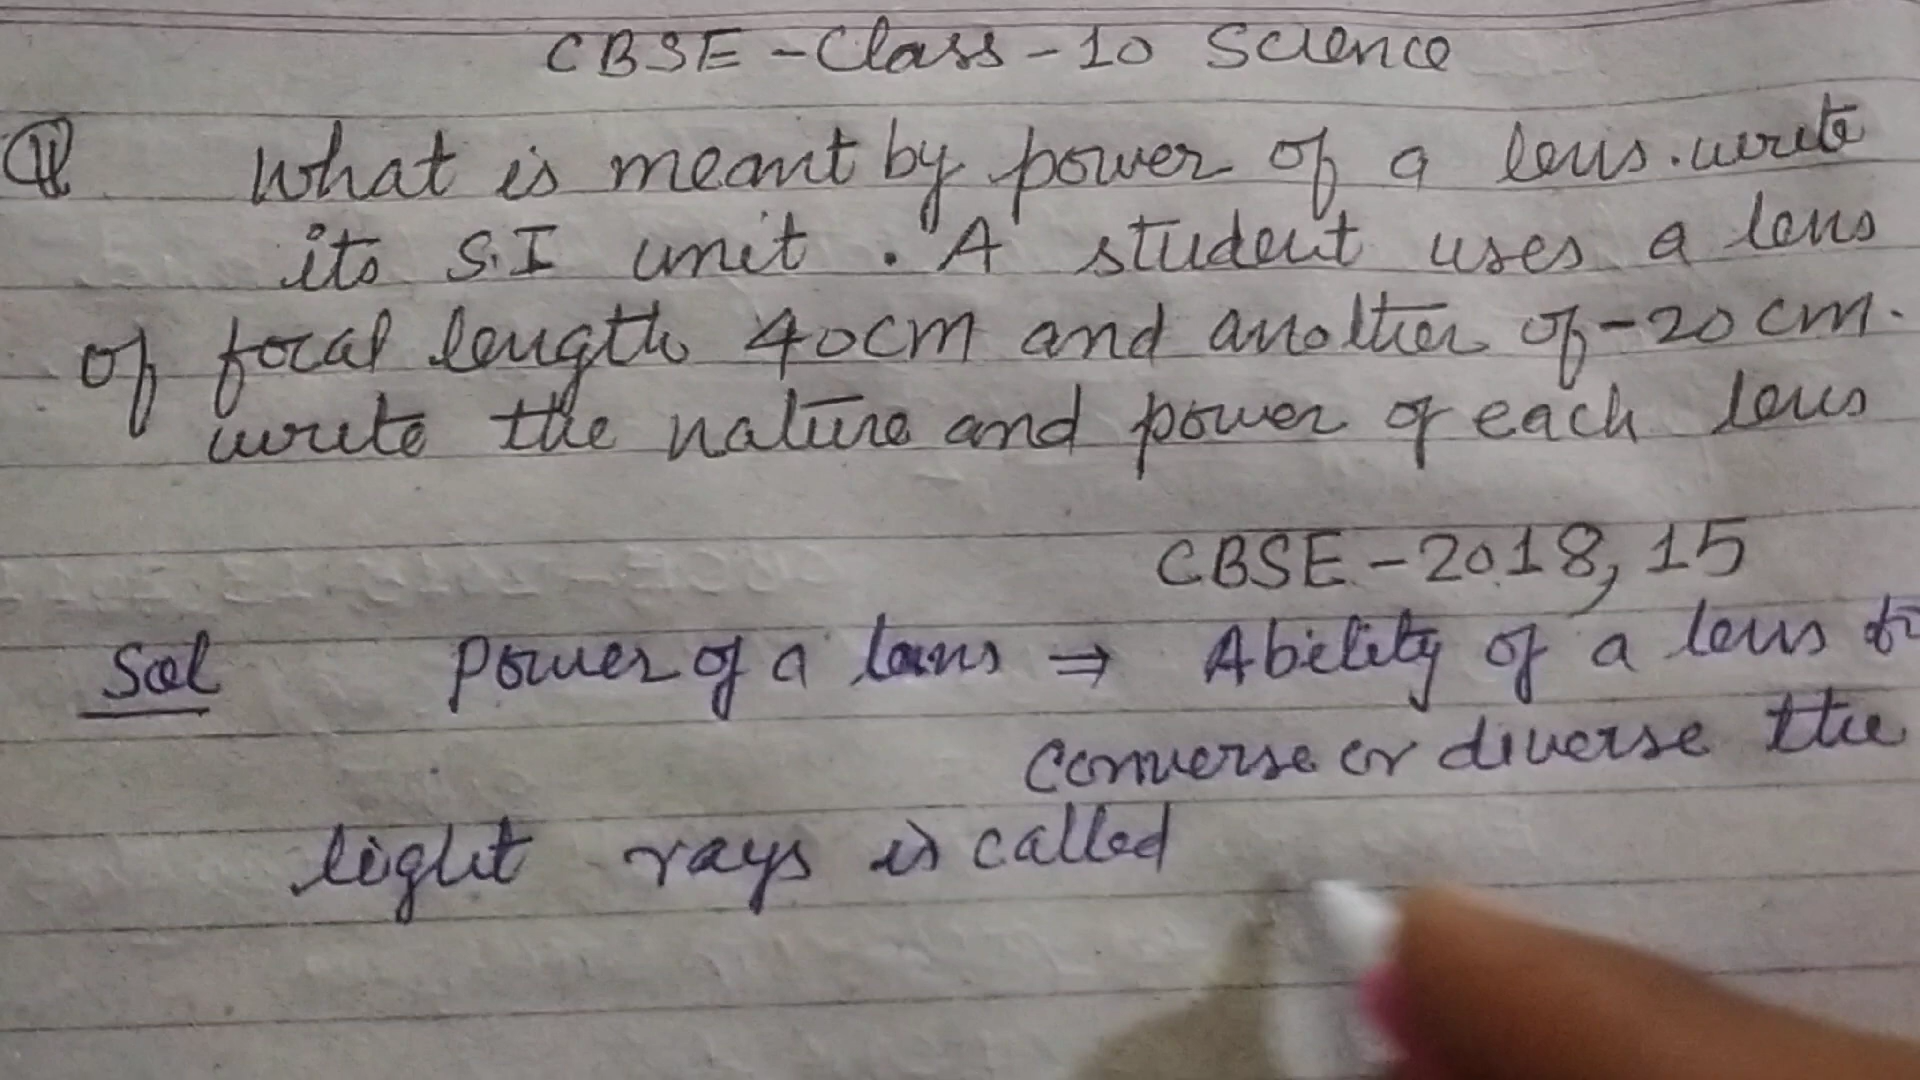 CBSE - Class - 10 Science
Q what is meant by power of a lens. write
its S.I unit. A student uses a lens
of focal length 40cm and another of -20cm.
write the nature and power of each lens
CBSE - 2018, 15
Sol Power of a lens ⇒ Ability of a lens to
converse or diverse the
light rays is called